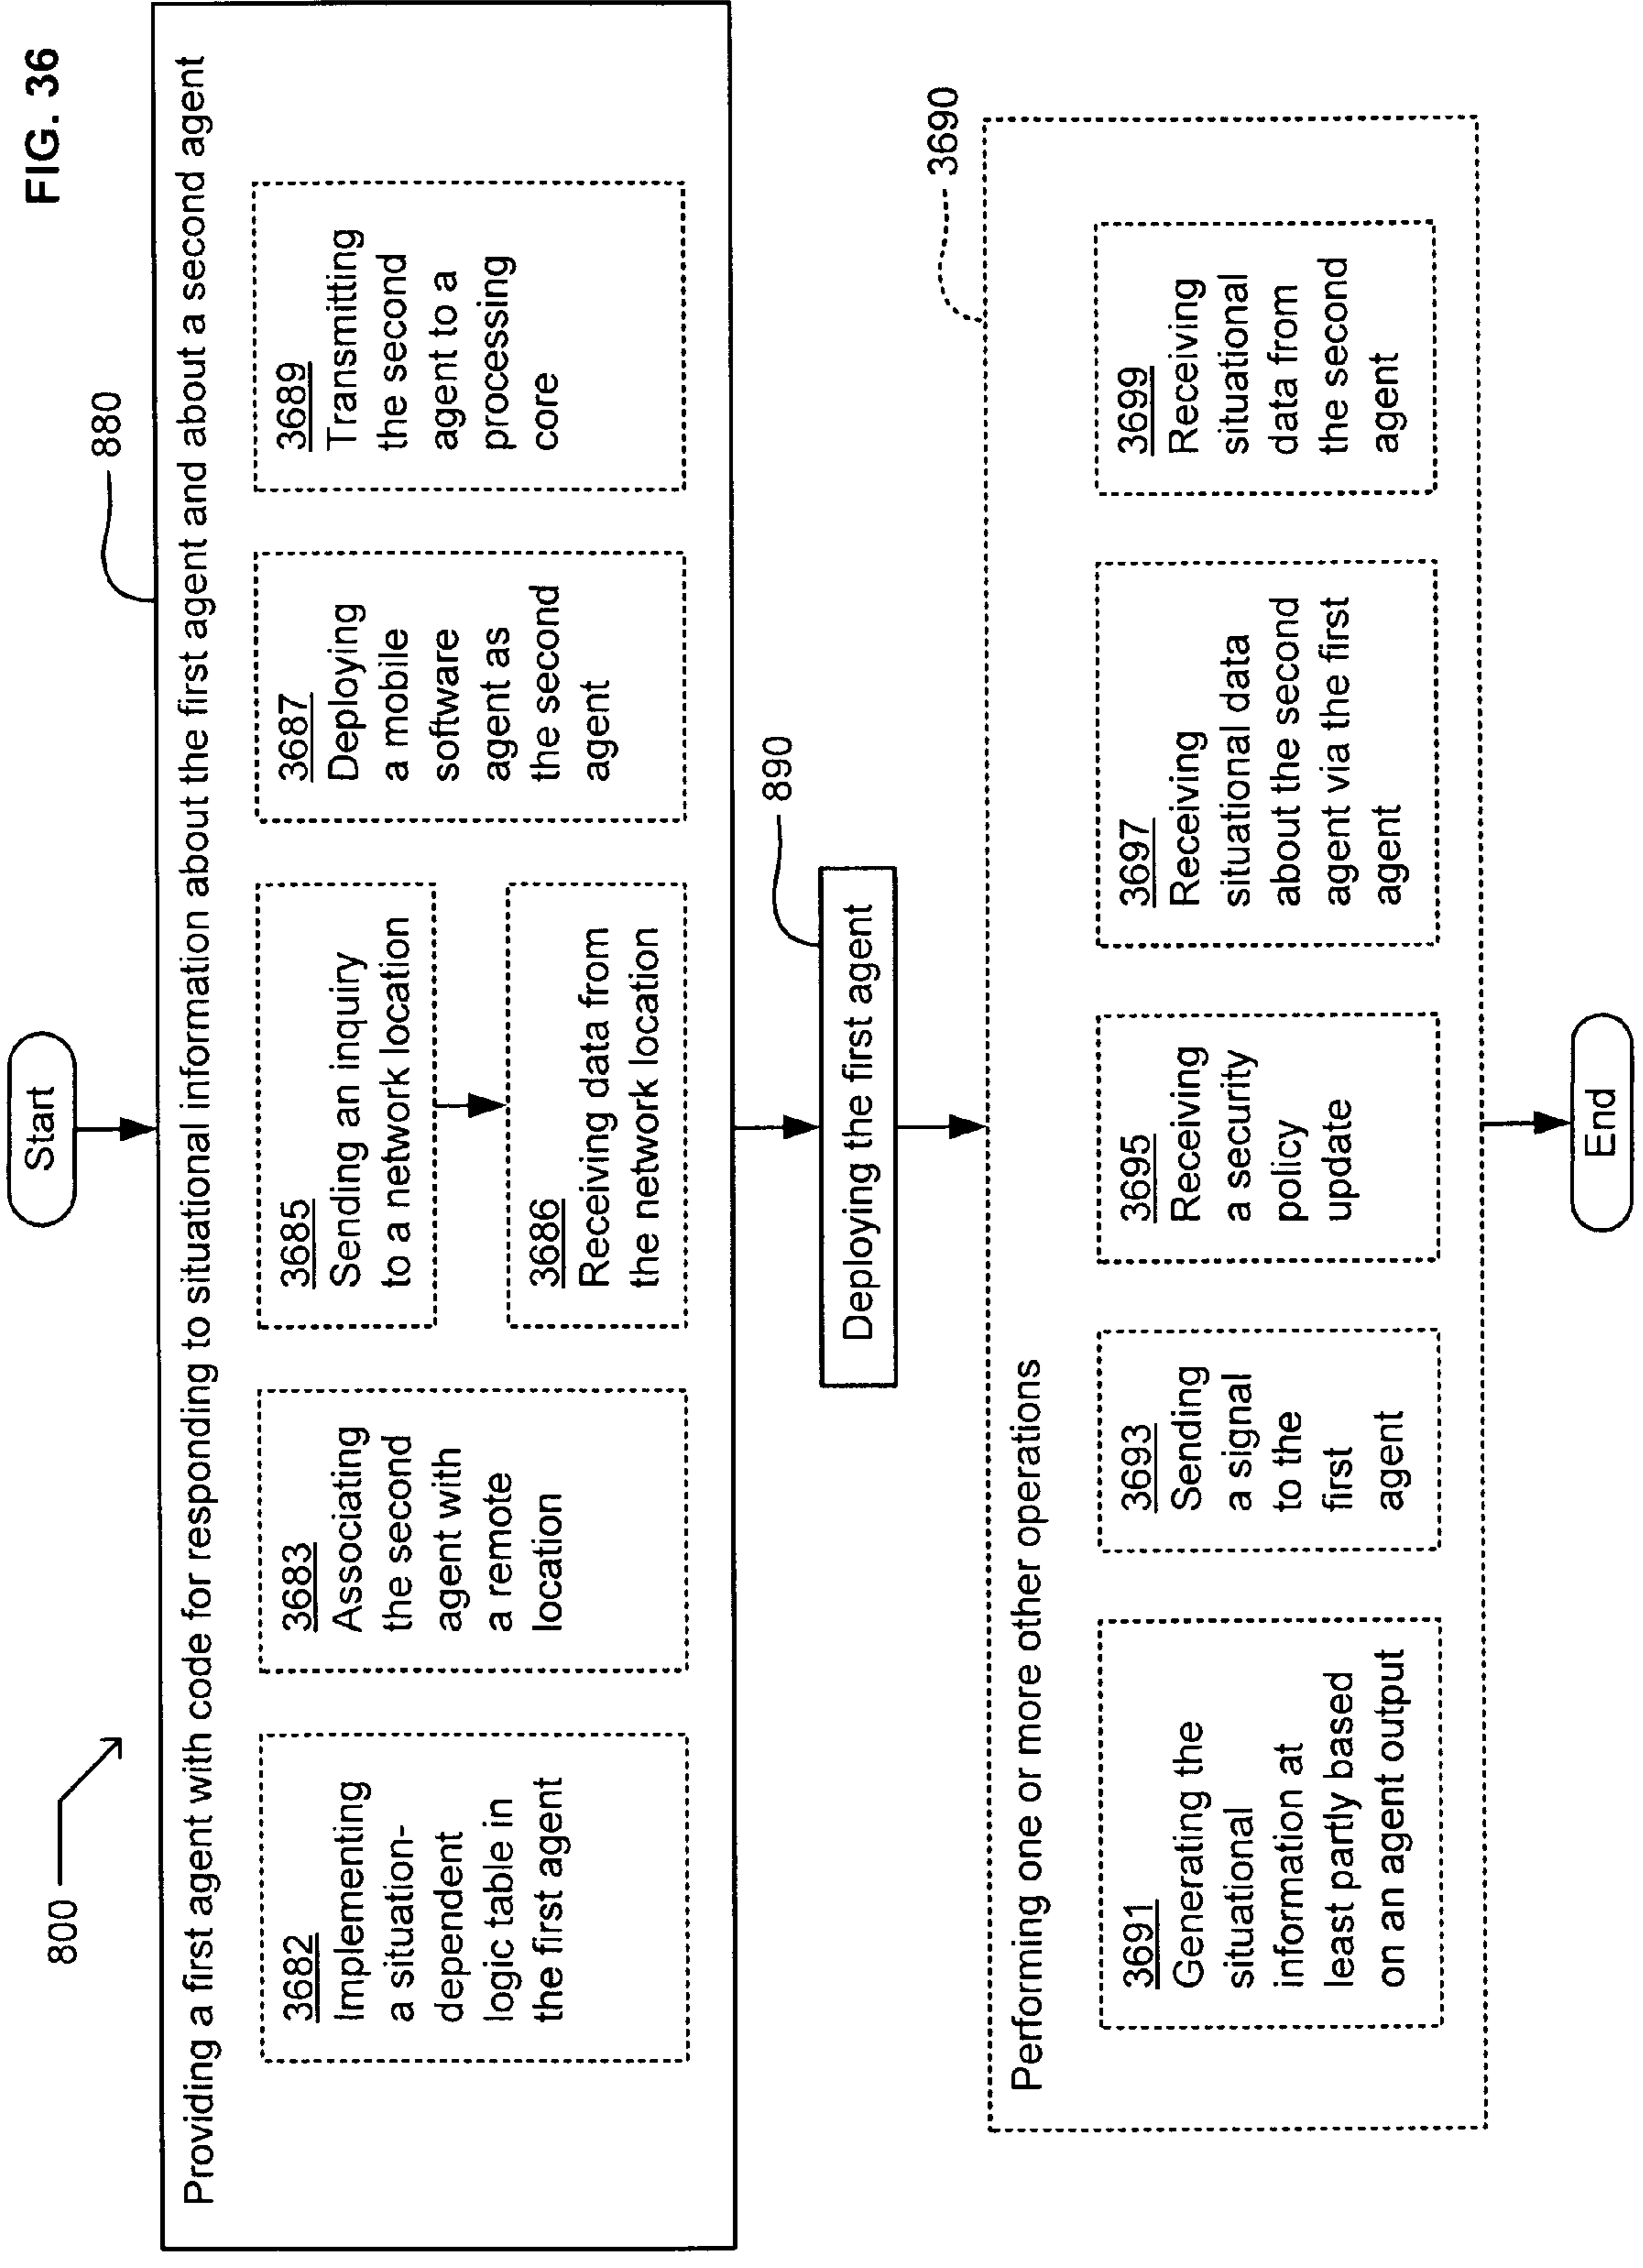 FIG. 36
800
Start
880
Providing a first agent with code for responding to situational information about the first agent and about a second agent
3682
Implementing
a situation-
dependent
logic table in
the first agent
3683
Associating
the second
agent with
a remote
location
3685
Sending an inquiry
to a network location
3686
Receiving data from
the network location
3687
Deploying
a mobile
software
agent as
the second
agent
3689
Transmitting
the second
agent to a
processing
core
890
Deploying the first agent
3690
Performing one or more other operations
3691
Generating the
situational
information at
least partly based
on an agent output
3693
Sending
a signal
to the
first
agent
3695
Receiving
a security
policy
update
3697
Receiving
situational data
about the second
agent via the first
agent
3699
Receiving
situational
data from
the second
agent
End